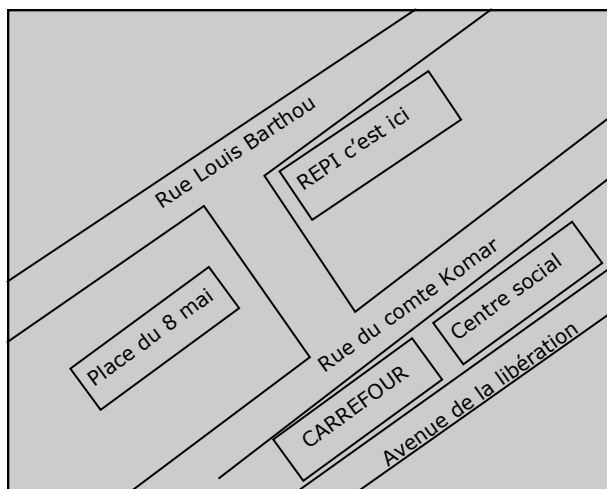 Rue Louis Barthou
REPI c'est ici
Place du 8 mai
Rue du comte Komar
Centre social
CARREFOUR
Avenue de la libération